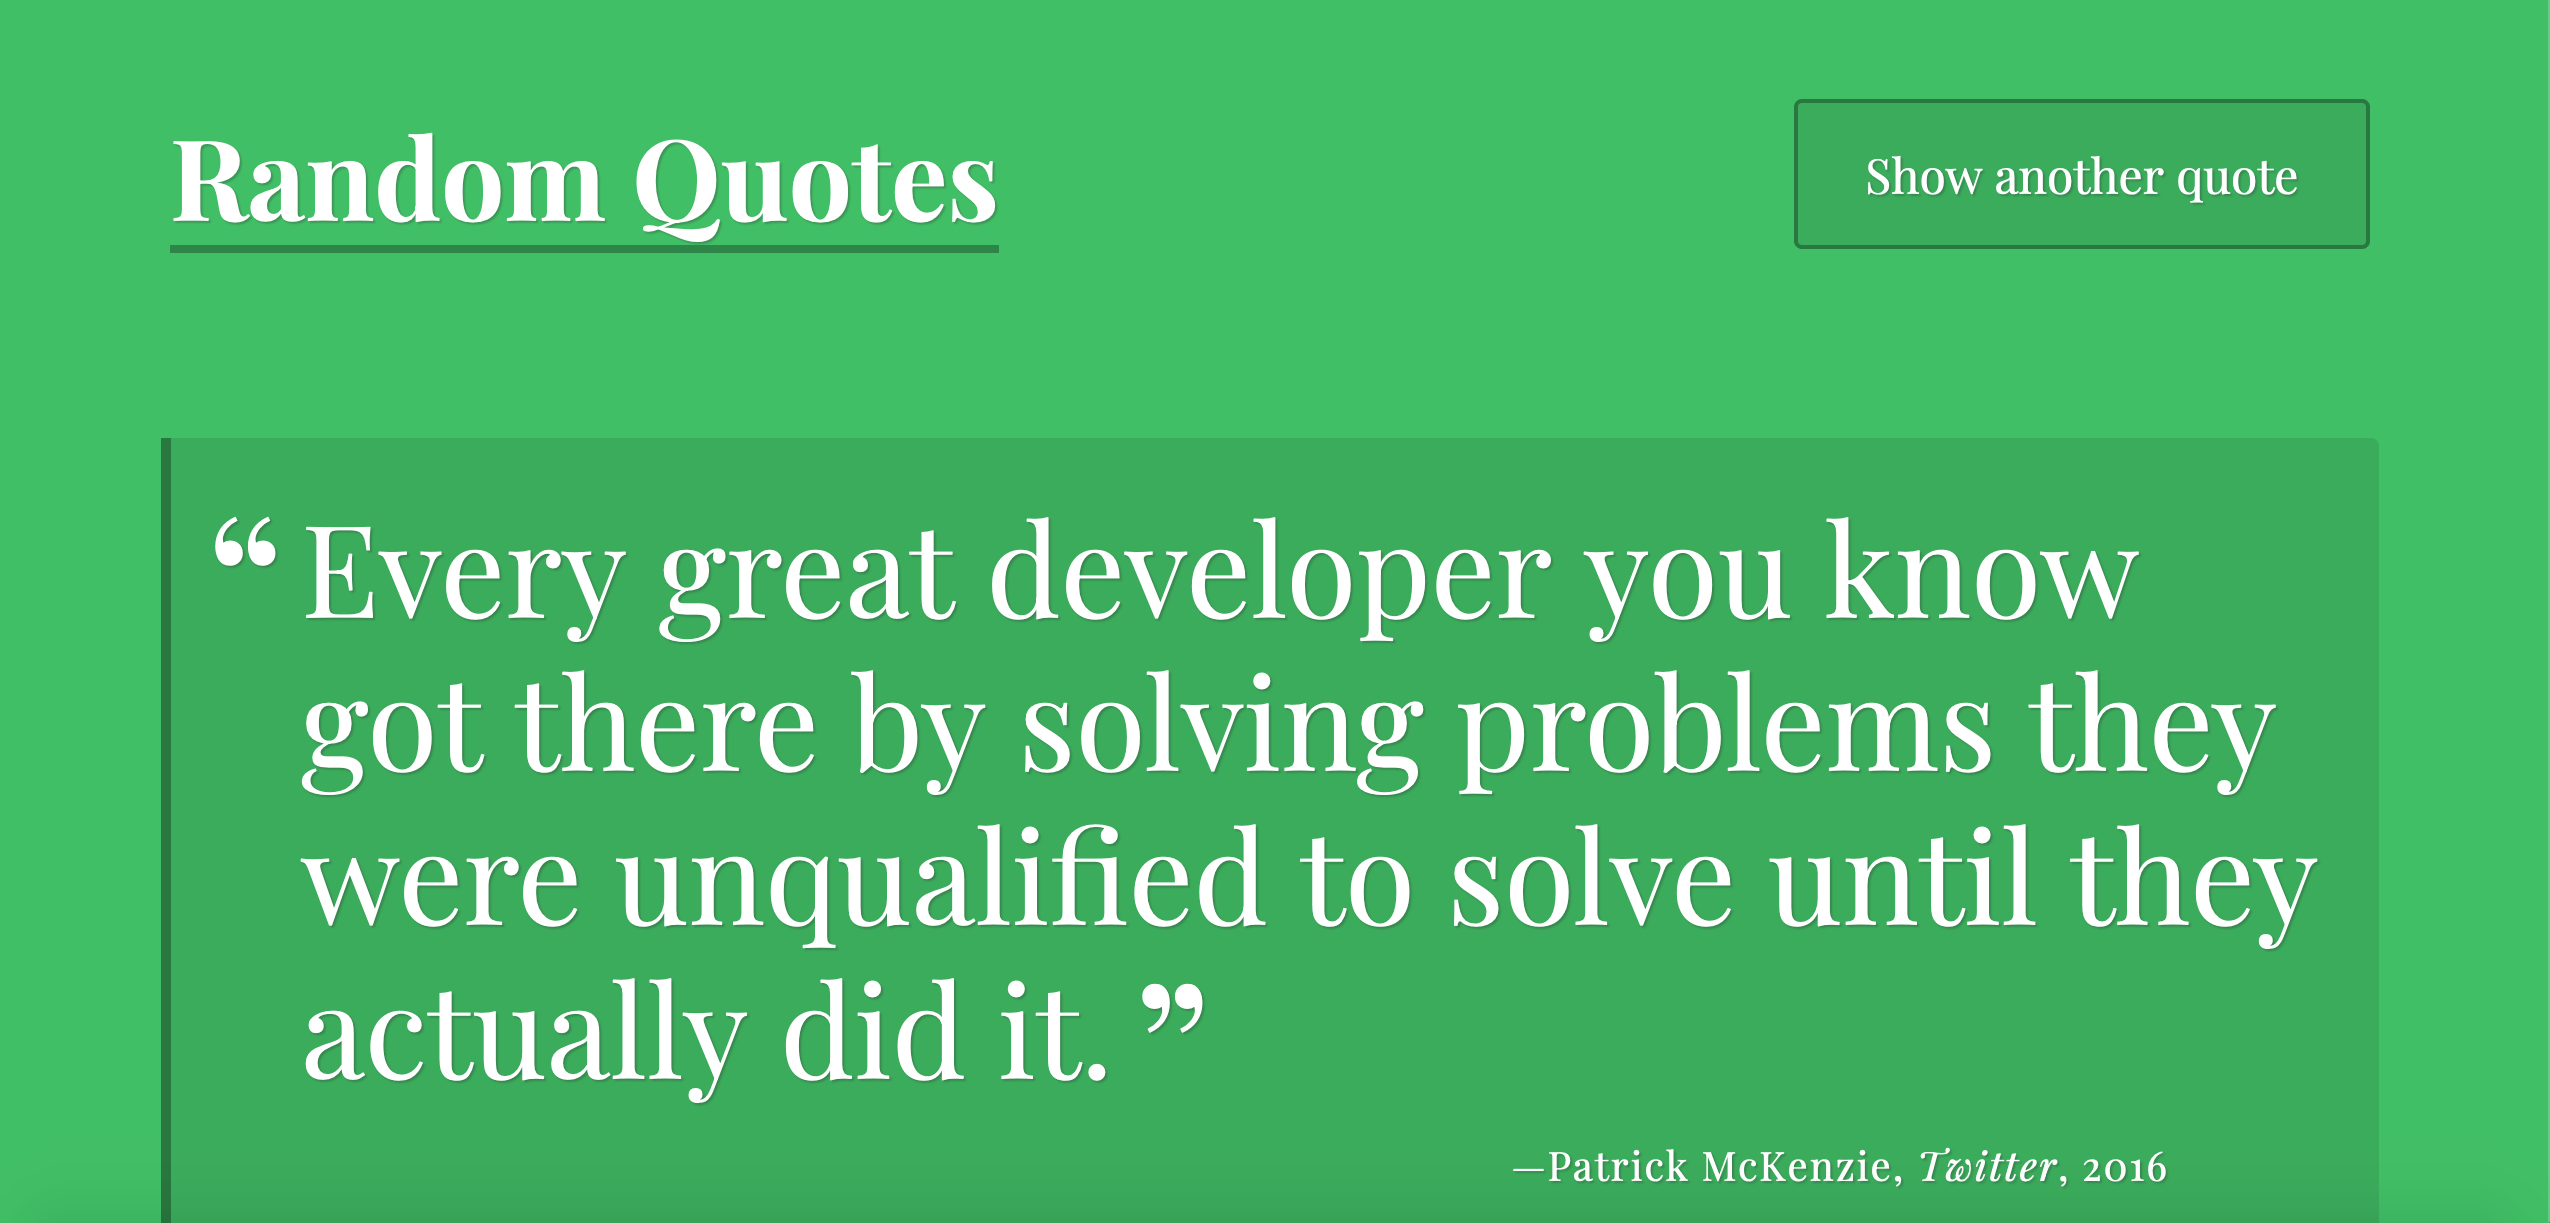 Random Quotes
Show another quote
“Every great developer you know
got there by solving problems they
were unqualified to solve until they
actually did it.”
—Patrick McKenzie, Twitter, 2016